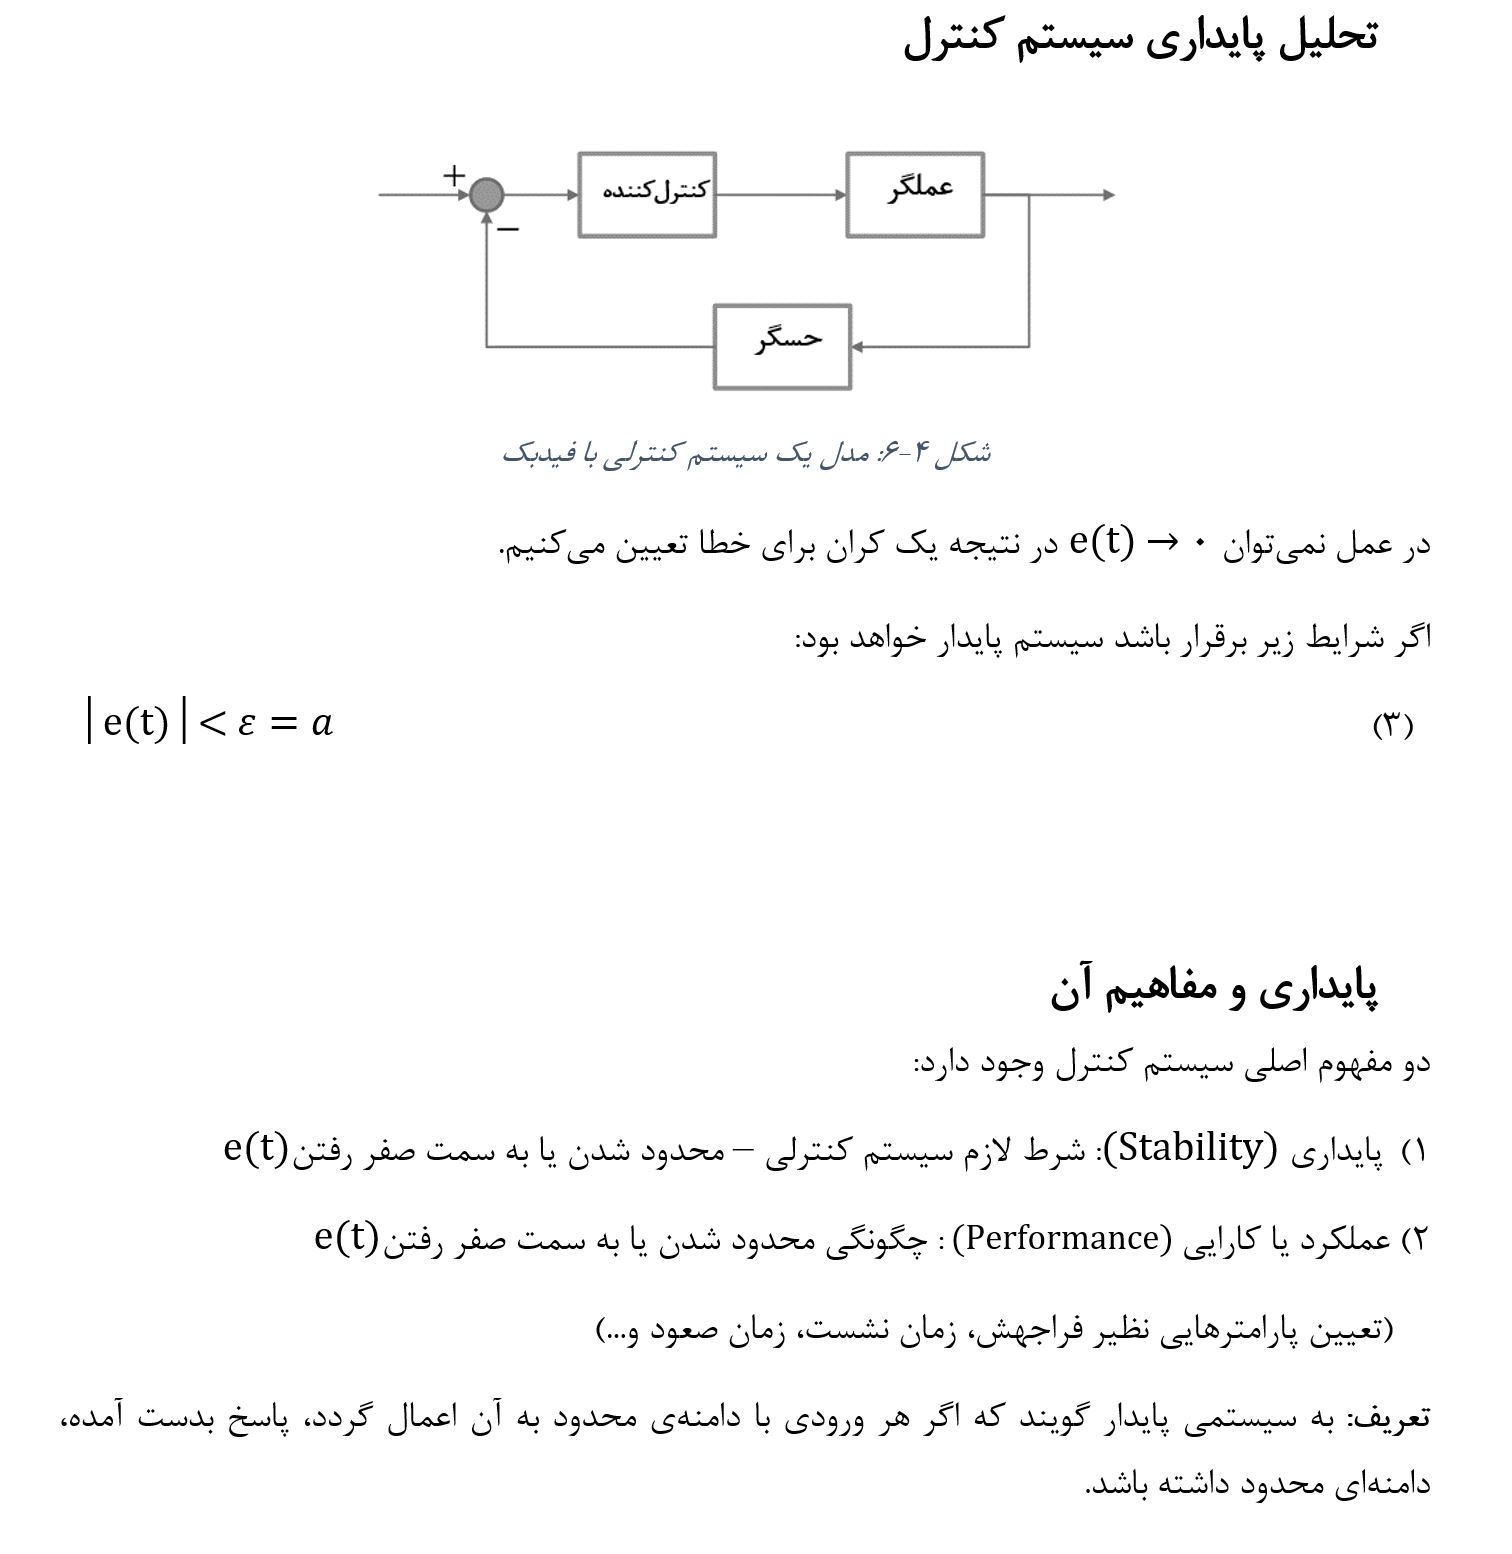 تحلیل پایداری سیستم کنترل
+
کنترل‌کننده
عملگر
−
حسگر
شکل ۴-۶: مدل یک سیستم کنترلی با فیدبک
در عمل نمی‌توان e(t) → ۰ در نتیجه یک کران برای خطا تعیین می‌کنیم.
اگر شرایط زیر برقرار باشد سیستم پایدار خواهد بود:
|e(t)| < ε = a (۳)
پایداری و مفاهیم آن
دو مفهوم اصلی سیستم کنترل وجود دارد:
۱) پایداری (Stability): شرط لازم سیستم کنترلی – محدود شدن یا به سمت صفر رفتن e(t)
۲) عملکرد یا کارایی (Performance) : چگونگی محدود شدن یا به سمت صفر رفتن e(t)
(تعیین پارامترهایی نظیر فراجهش، زمان نشست، زمان صعود و...)
تعریف: به سیستمی پایدار گویند که اگر هر ورودی با دامنه‌ی محدود به آن اعمال گردد، پاسخ بدست آمده،
دامنه‌ای محدود داشته باشد.